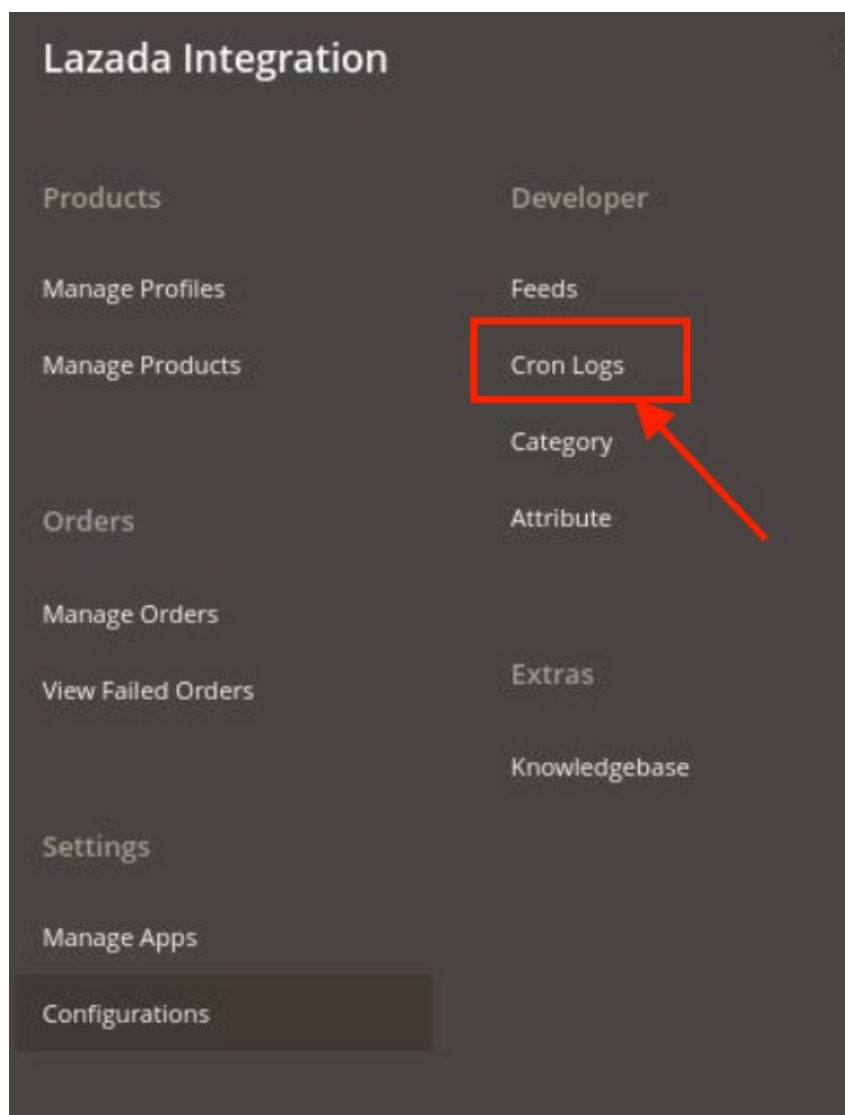 Lazada Integration
Products
Manage Profiles
Manage Products
Orders
Manage Orders
View Failed Orders
Settings
Manage Apps
Configurations
Developer
Feeds
Cron Logs
Category
Attribute
Extras
Knowledgebase